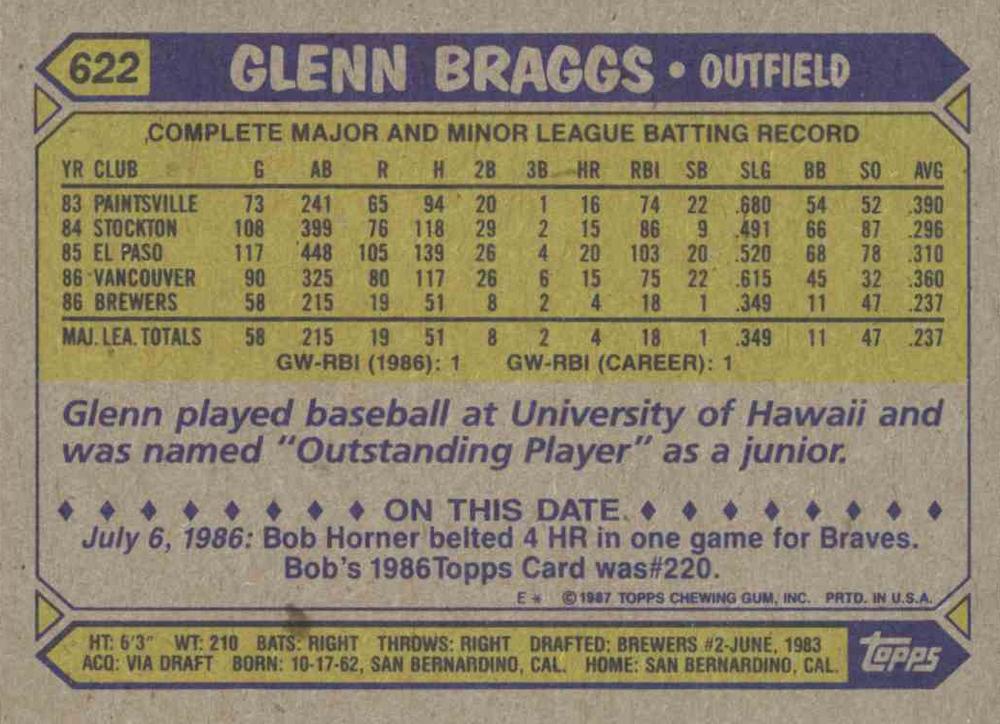 622 GLENN BRAGGS • OUTFIELD
COMPLETE MAJOR AND MINOR LEAGUE BATTING RECORD
YR CLUB G AB R H 2B 3B HR RBI SB SLG BB SO AVG
83 PAINTSVILLE 73 241 65 94 20 1 16 74 22 .680 54 52 .390
84 STOCKTON 108 399 76 118 29 2 15 86 9 .491 66 87 .296
85 EL PASO 117 448 105 139 26 4 20 103 20 .520 68 78 .310
86 VANCOUVER 90 325 80 117 26 6 15 75 22 .615 45 32 .360
86 BREWERS 58 215 19 51 8 2 4 18 1 .349 11 47 .237
MAJ. LEA. TOTALS 58 215 19 51 8 2 4 18 1 .349 11 47 .237
GW-RBI (1986): 1 GW-RBI (CAREER): 1
Glenn played baseball at University of Hawaii and
was named "Outstanding Player" as a junior.
♦ ♦ ♦ ♦ ♦ ♦ ♦ ♦ ON THIS DATE ♦ ♦ ♦ ♦ ♦ ♦ ♦ ♦
July 6, 1986: Bob Horner belted 4 HR in one game for Braves.
Bob's 1986 Topps Card was #220.
E * © 1987 TOPPS CHEWING GUM, INC. PRTD. IN U.S.A.
HT: 6'3" WT: 210 BATS: RIGHT THROWS: RIGHT DRAFTED: BREWERS #2-JUNE, 1983
ACQ: VIA DRAFT BORN: 10-17-62, SAN BERNARDINO, CAL. HOME: SAN BERNARDINO, CAL.
Topps